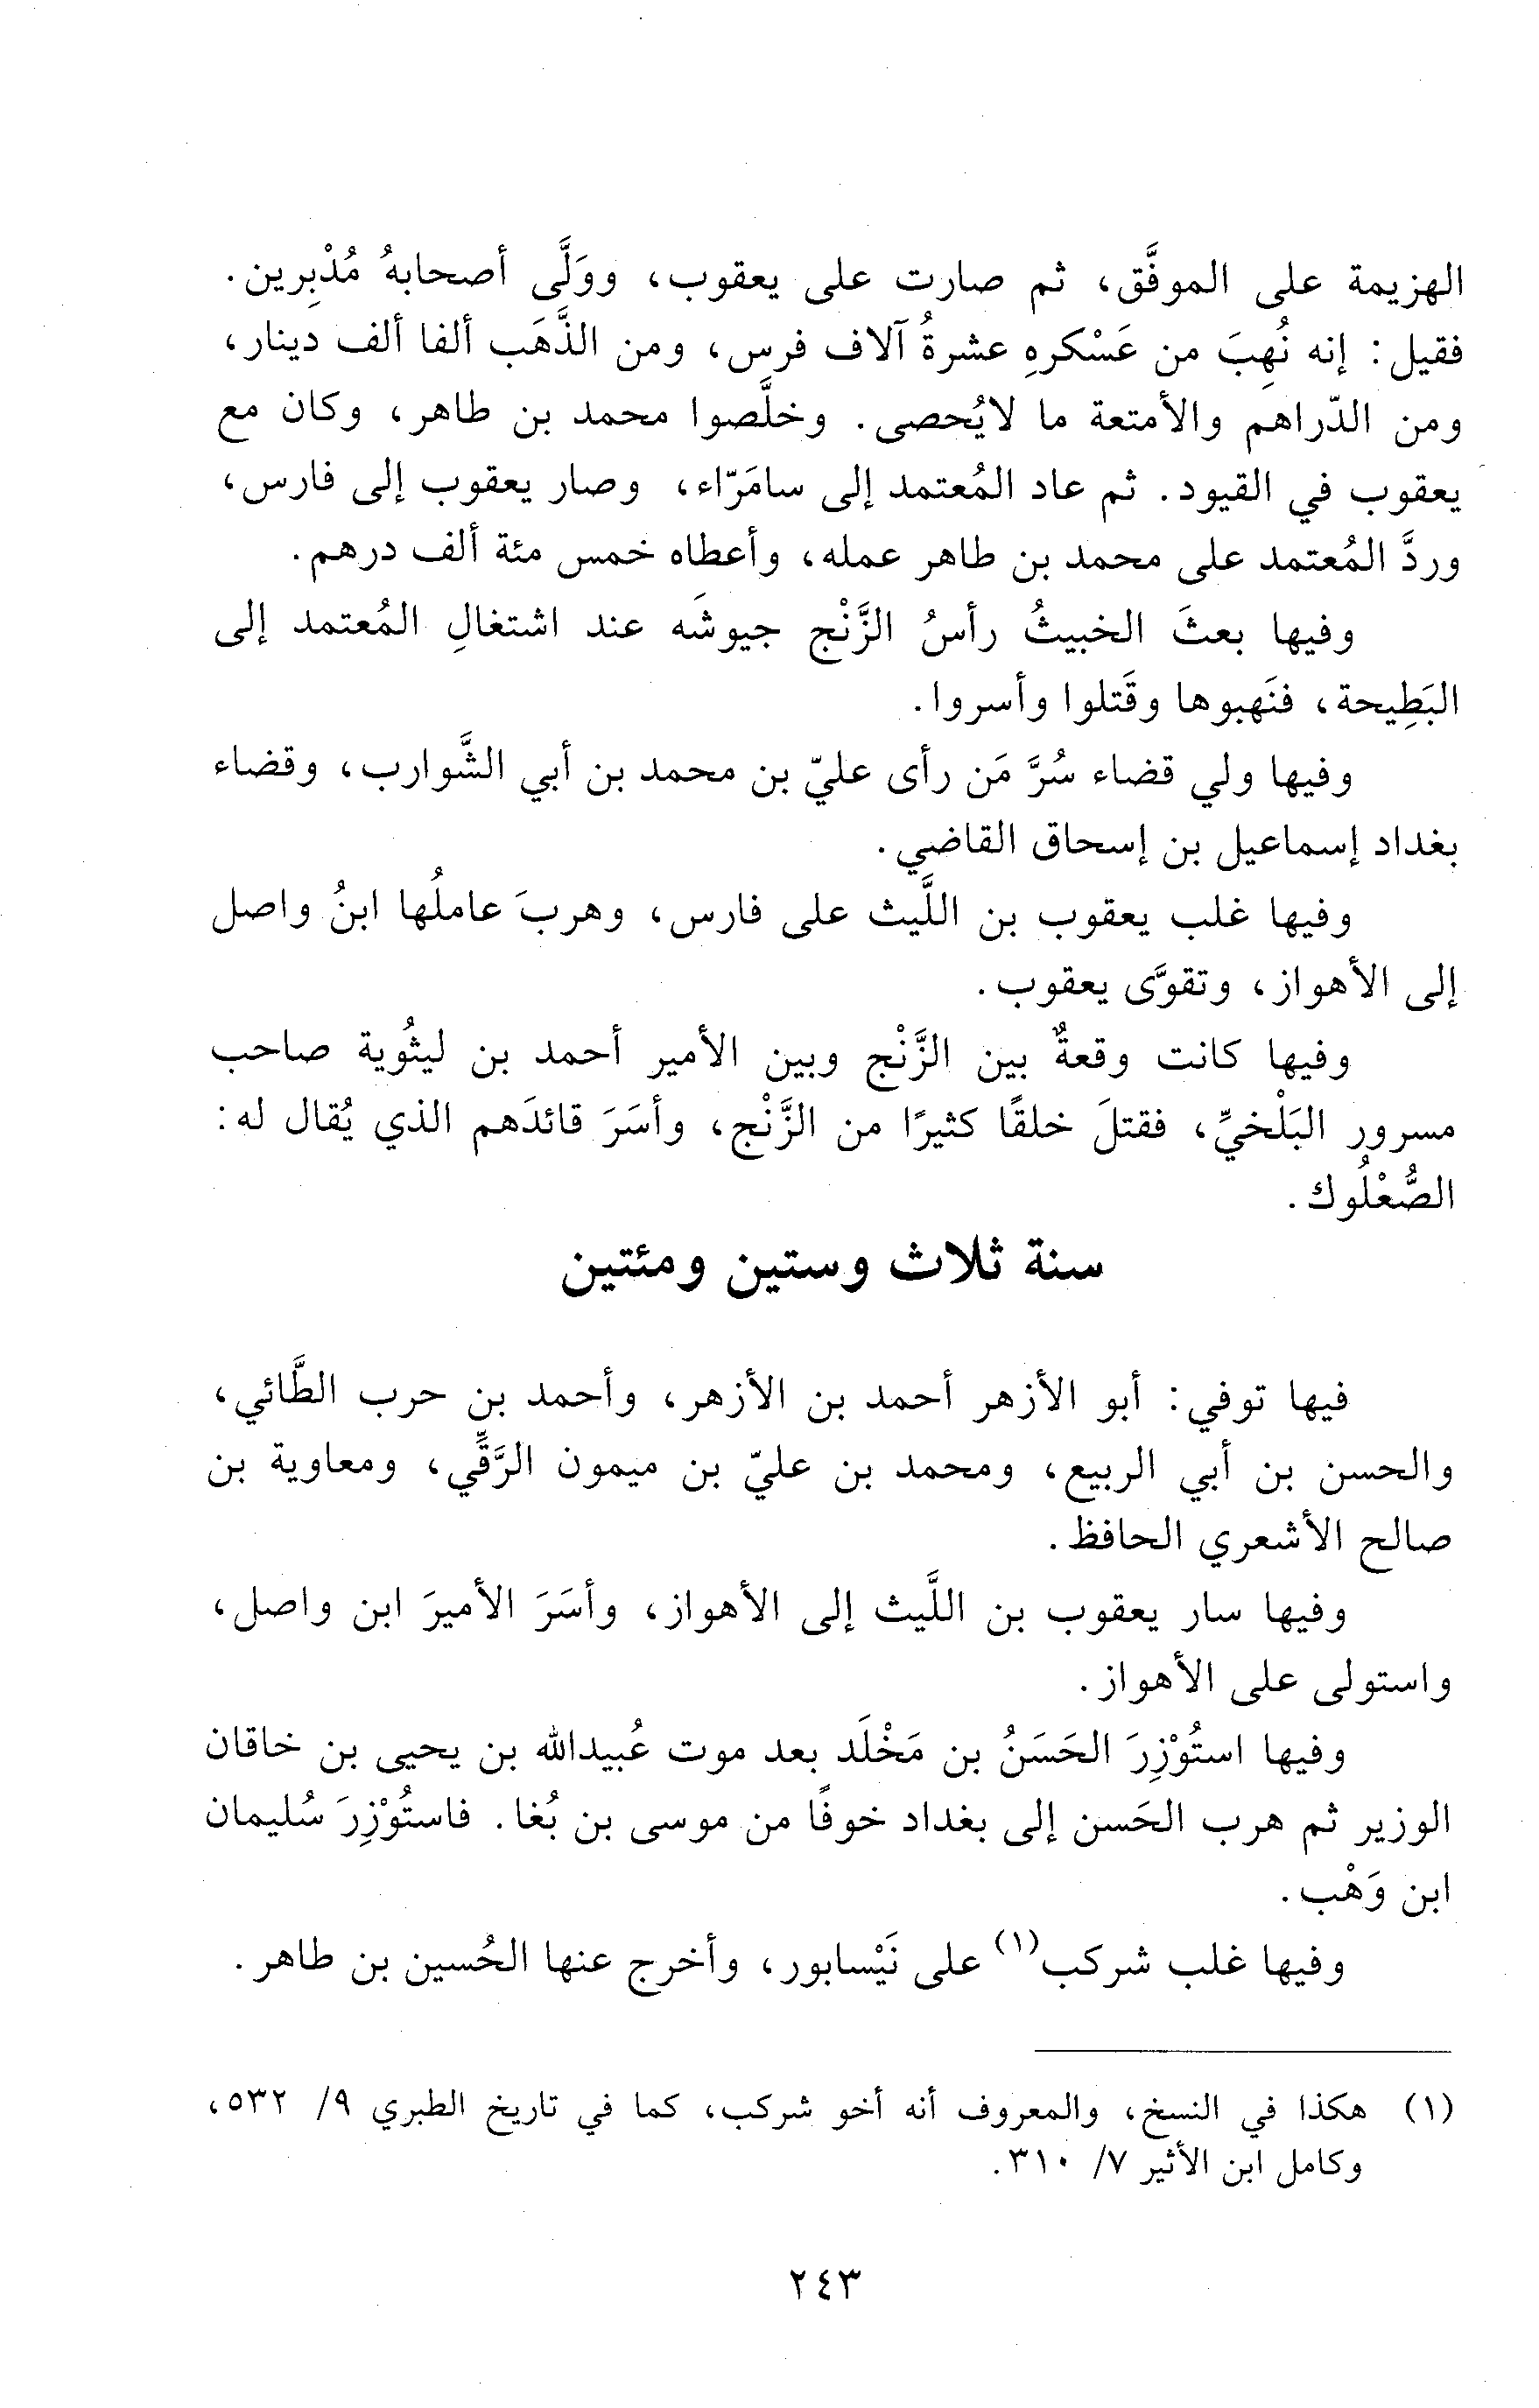 الهزيمة على الموفَّق، ثم صارت على يعقوب، ووَلَّى أصحابهُ مُدْبِرين.
فقيل: إنه نُهِبَ من عَسْكرهِ عشرةُ آلاف فرس، ومن الذَّهَب ألفا ألف دينار،
ومن الدّراهم والأمتعة ما لايُحصى. وخلَّصوا محمد بن طاهر، وكان مع
يعقوب في القيود. ثم عاد المُعتمد إلى سامَرّاء، وصار يعقوب إلى فارس،
وردَّ المُعتمد على محمد بن طاهر عمله، وأعطاه خمس مئة ألف درهم.
وفيها بعثَ الخبيثُ رأسُ الزَّنْج جيوشَه عند اشتغالِ المُعتمد إلى
البَطِيحة، فنَهبوها وقَتلوا وأسروا.
وفيها ولي قضاء سُرَّ مَن رأى عليّ بن محمد بن أبي الشَّوارب، وقضاء
بغداد إسماعيل بن إسحاق القاضي.
وفيها غلب يعقوب بن اللَّيث على فارس، وهربَ عاملُها ابنُ واصل
إلى الأهواز، وتقوَّى يعقوب.
وفيها كانت وقعةٌ بين الزَّنْج وبين الأمير أحمد بن ليثُوية صاحب
مسرور البَلْخيِّ، فقتلَ خلقًا كثيرًا من الزَّنْج، وأسَرَ قائدَهم الذي يُقال له:
الصُّعْلُوك.
سنة ثلاث وستين ومئتين
فيها توفي: أبو الأزهر أحمد بن الأزهر، وأحمد بن حرب الطَّائي،
والحسن بن أبي الربيع، ومحمد بن عليّ بن ميمون الرَّقِّي، ومعاوية بن
صالح الأشعري الحافظ.
وفيها سار يعقوب بن اللَّيث إلى الأهواز، وأسَرَ الأميرَ ابن واصل،
واستولى على الأهواز.
وفيها استُوْزِرَ الحَسَنُ بن مَخْلَد بعد موت عُبيدالله بن يحيى بن خاقان
الوزير ثم هرب الحَسن إلى بغداد خوفًا من موسى بن بُغا. فاستُوْزِرَ سُليمان
ابن وَهْب.
وفيها غلب شركب(١) على نَيْسابور، وأخرج عنها الحُسين بن طاهر.
(١) هكذا في النسخ، والمعروف أنه أخو شركب، كما في تاريخ الطبري ٩/ ٥٣٢،
وكامل ابن الأثير ٧/ ٣١٠.
٢٤٣